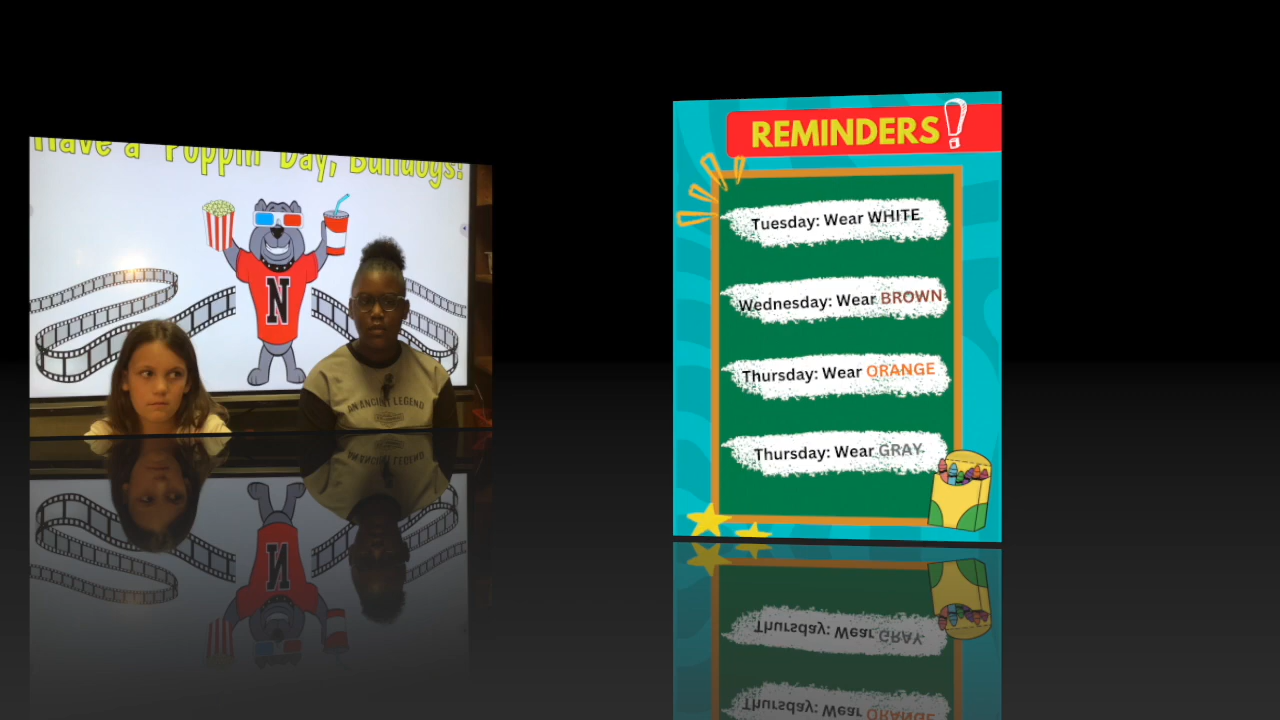 Have a "Poppin" Day, Bulldogs!
N
AN ANCIENT LEGEND
REMINDERS!
Tuesday: Wear WHITE
Wednesday: Wear BROWN
Thursday: Wear ORANGE
Thursday: Wear GRAY